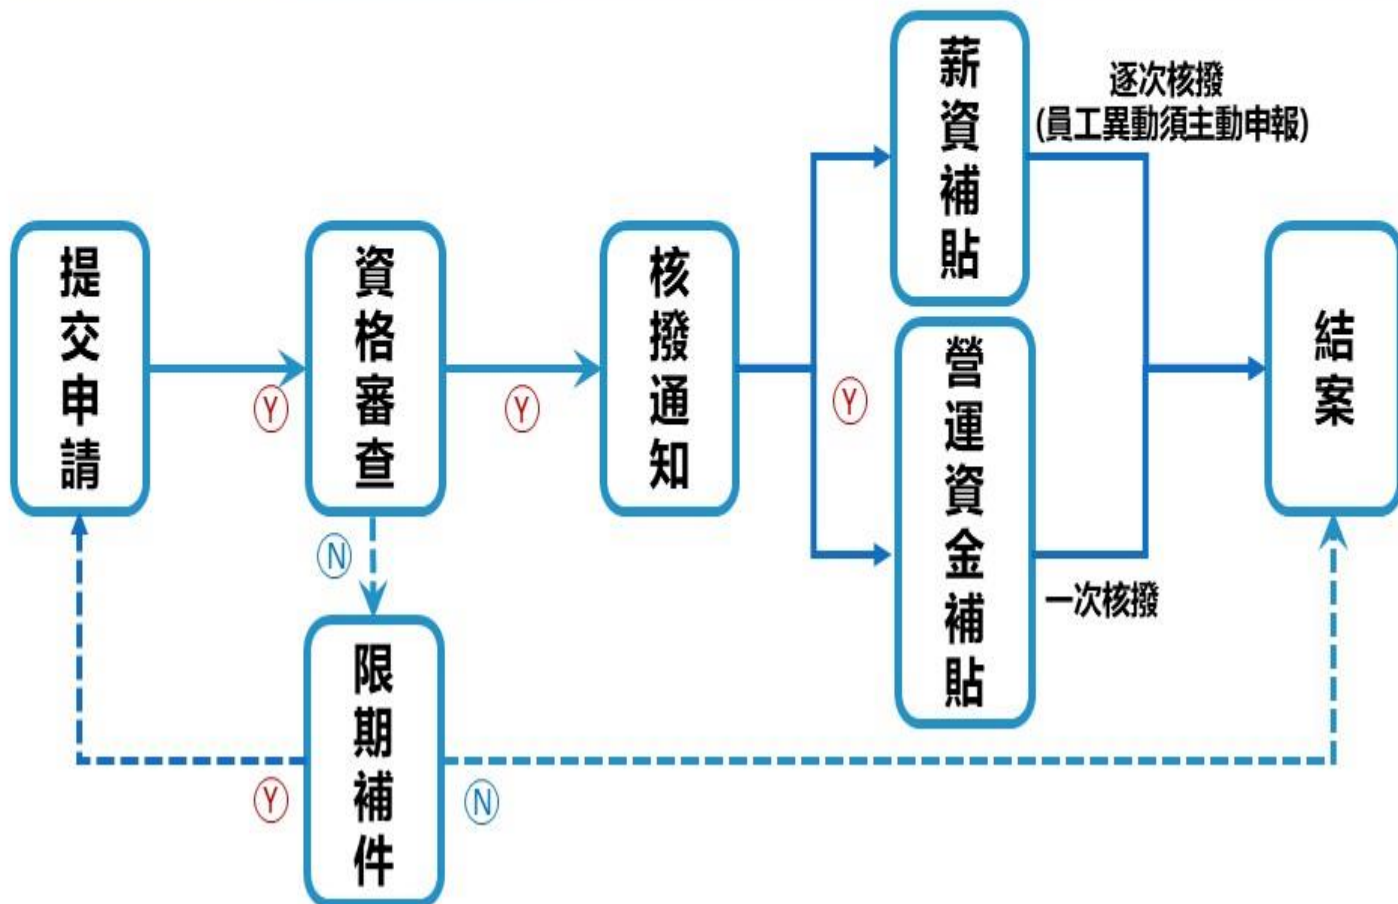 提交申請
Y
資格審查
Y
N
限期補件
Y
N
核撥通知
Y
薪資補貼
逐次核撥
(員工異動須主動申報)
營運資金補貼
一次核撥
結案